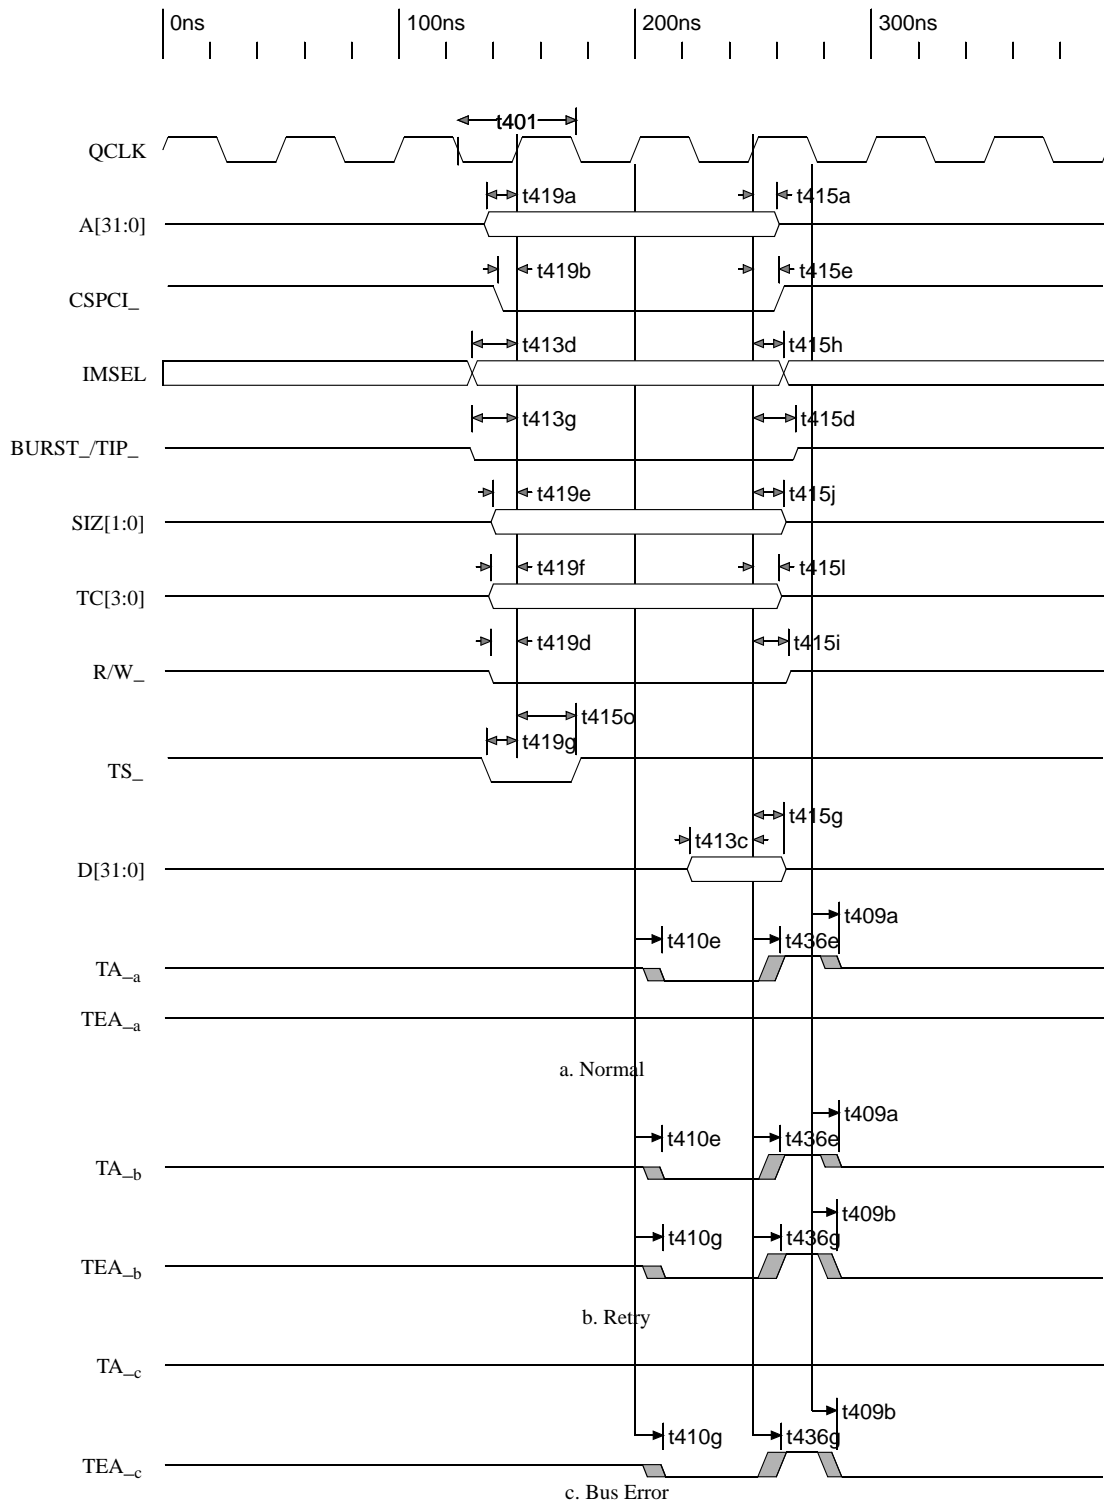 0ns 100ns 200ns 300ns
t401
QCLK
t419a t415a
A[31:0]
t419b t415e
CSPCI_
t413d t415h
IMSEL
t413g t415d
BURST_/TIP_
t419e t415j
SIZ[1:0]
t419f t415l
TC[3:0]
t419d t415i
R/W_
t415o
t419g
TS_
t415g
t413c
D[31:0]
t409a
t410e t436e
TA_a
TEA_a
a. Normal
t409a
t410e t436e
TA_b
t409b
t410g t436g
TEA_b
b. Retry
TA_c
t409b
t410g t436g
TEA_c
c. Bus Error